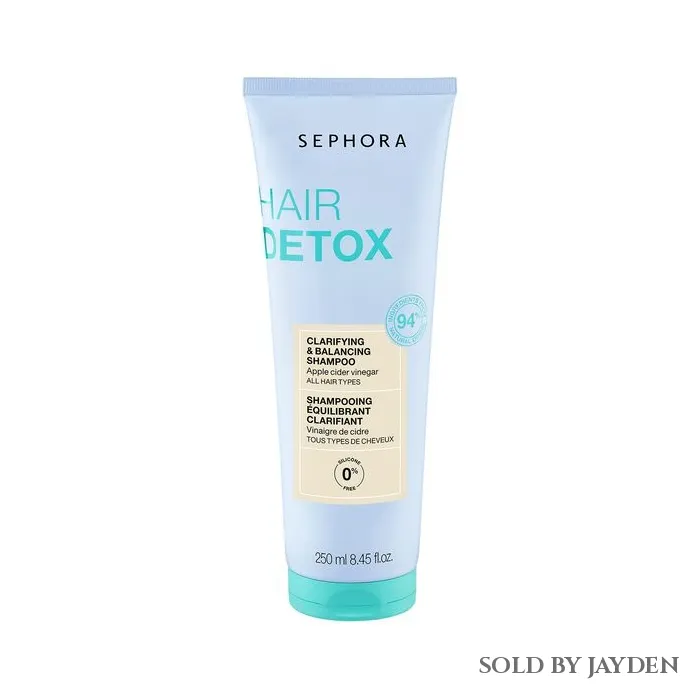 SEPHORA
HAIR
DETOX
94%
CLARIFYING
& BALANCING
SHAMPOO
Apple cider vinegar
ALL HAIR TYPES
SHAMPOOING
ÉQUILIBRANT
CLARIFIANT
Vinaigre de cidre
TOUS TYPES DE CHEVEUX
SILICONE
0%
FREE
250 ml 8.45 fl.oz.
SOLD BY JAYDEN